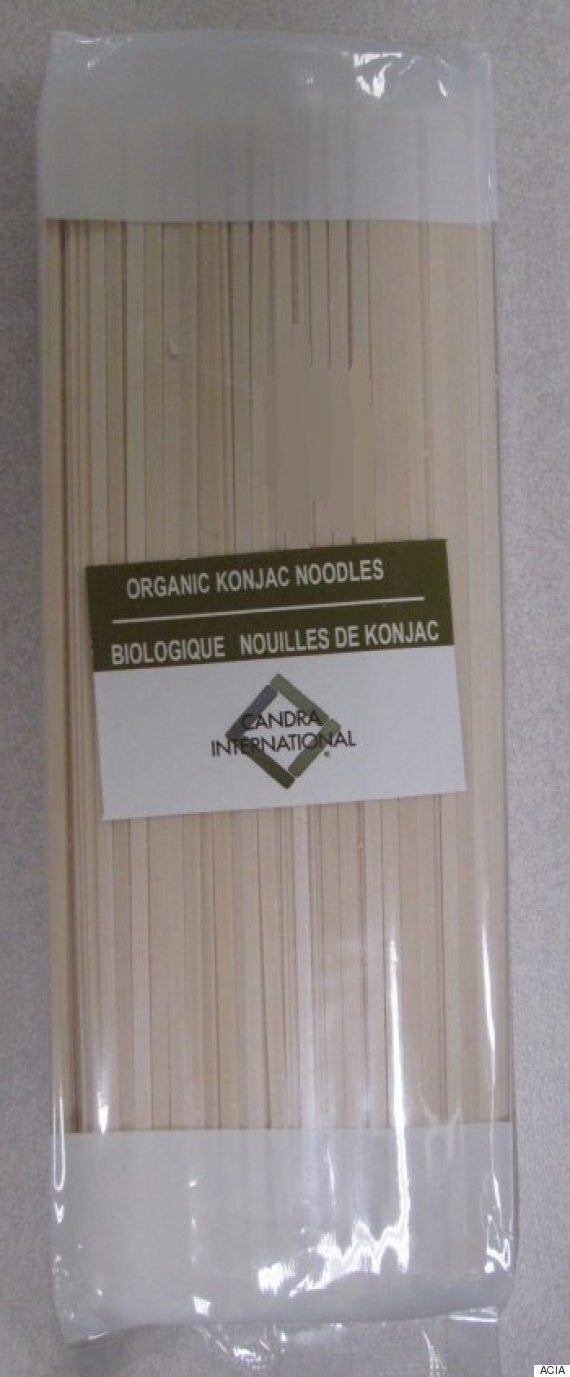 ORGANIC KONJAC NOODLES
BIOLOGIQUE NOUILLES DE KONJAC
CANDRA
INTERNATIONAL®
ACIA